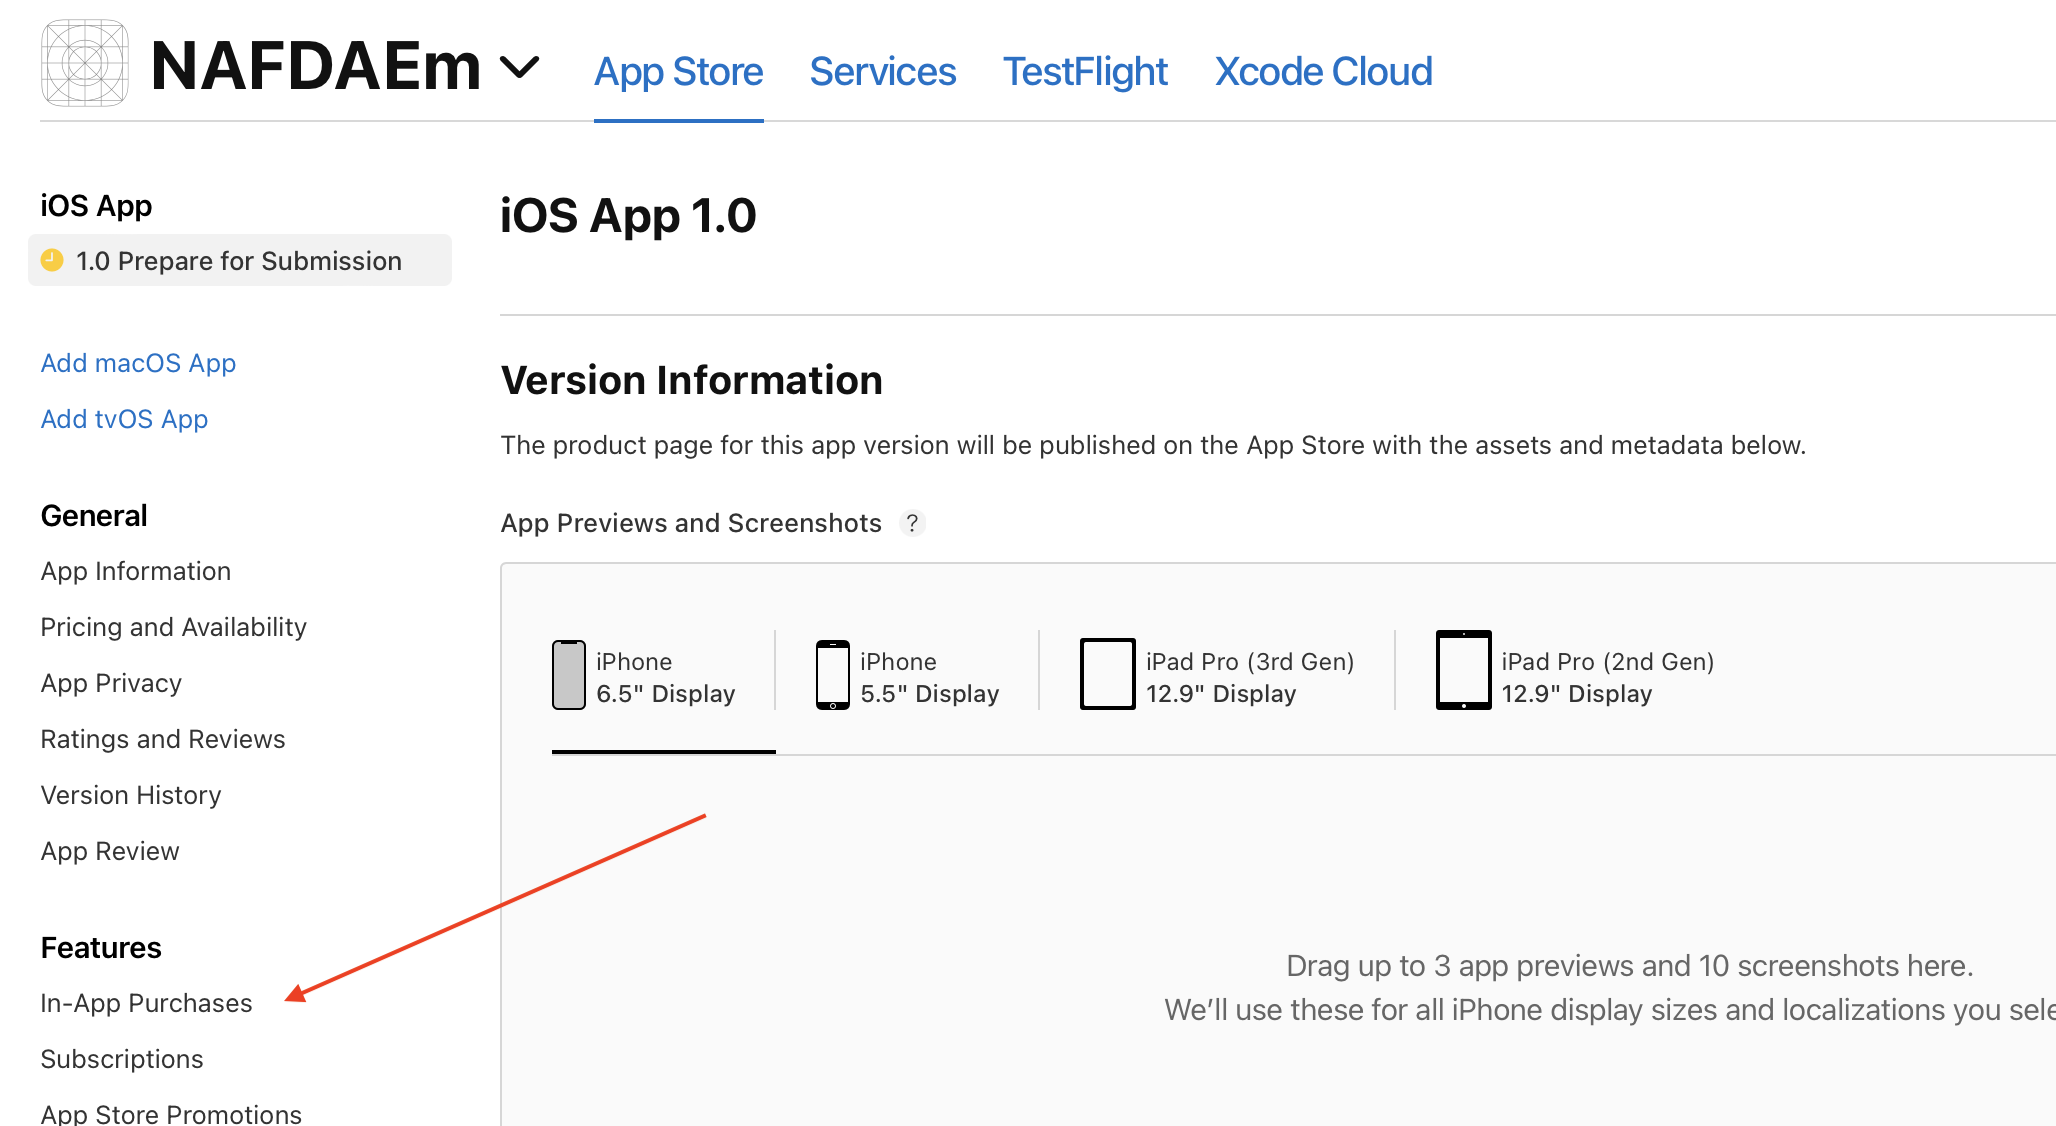 NAFDAEm
App Store
Services
TestFlight
Xcode Cloud
iOS App
1.0 Prepare for Submission
Add macOS App
Add tvOS App
General
App Information
Pricing and Availability
App Privacy
Ratings and Reviews
Version History
App Review
Features
In-App Purchases
Subscriptions
App Store Promotions
iOS App 1.0
Version Information
The product page for this app version will be published on the App Store with the assets and metadata below.
App Previews and Screenshots ?
iPhone
6.5" Display
iPhone
5.5" Display
iPad Pro (3rd Gen)
12.9" Display
iPad Pro (2nd Gen)
12.9" Display
Drag up to 3 app previews and 10 screenshots here.
We’ll use these for all iPhone display sizes and localizations you sele